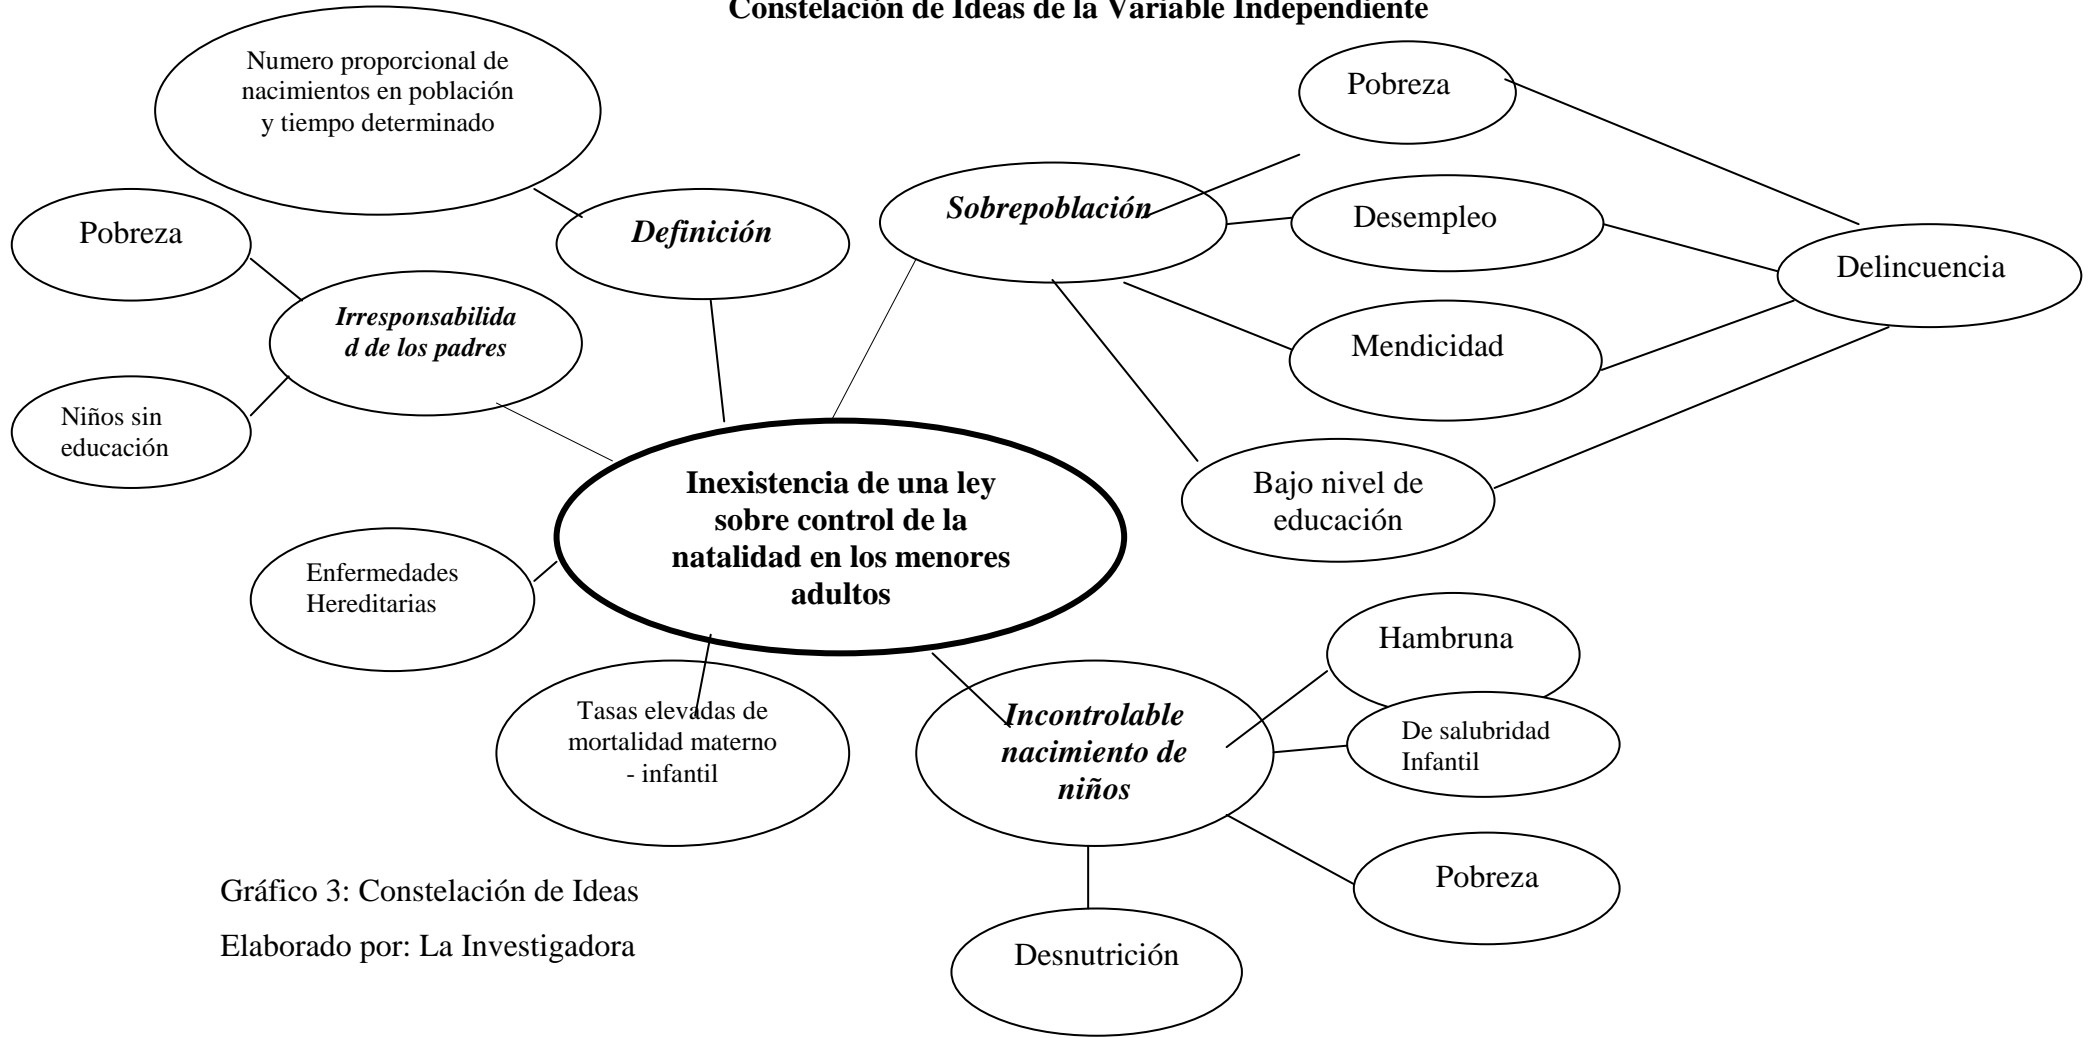 Constelación de Ideas de la Variable Independiente
Numero proporcional de
nacimientos en población
y tiempo determinado
Pobreza
Pobreza
Sobrepoblación
Desempleo
Definición
Delincuencia
Irresponsabilida
d de los padres
Mendicidad
Niños sin
educación
Inexistencia de una ley
sobre control de la
natalidad en los menores
adultos
Bajo nivel de
educación
Enfermedades
Hereditarias
Hambruna
Tasas elevadas de
mortalidad materno
- infantil
Incontrolable
nacimiento de
niños
De salubridad
Infantil
Pobreza
Gráfico 3: Constelación de Ideas
Elaborado por: La Investigadora
Desnutrición